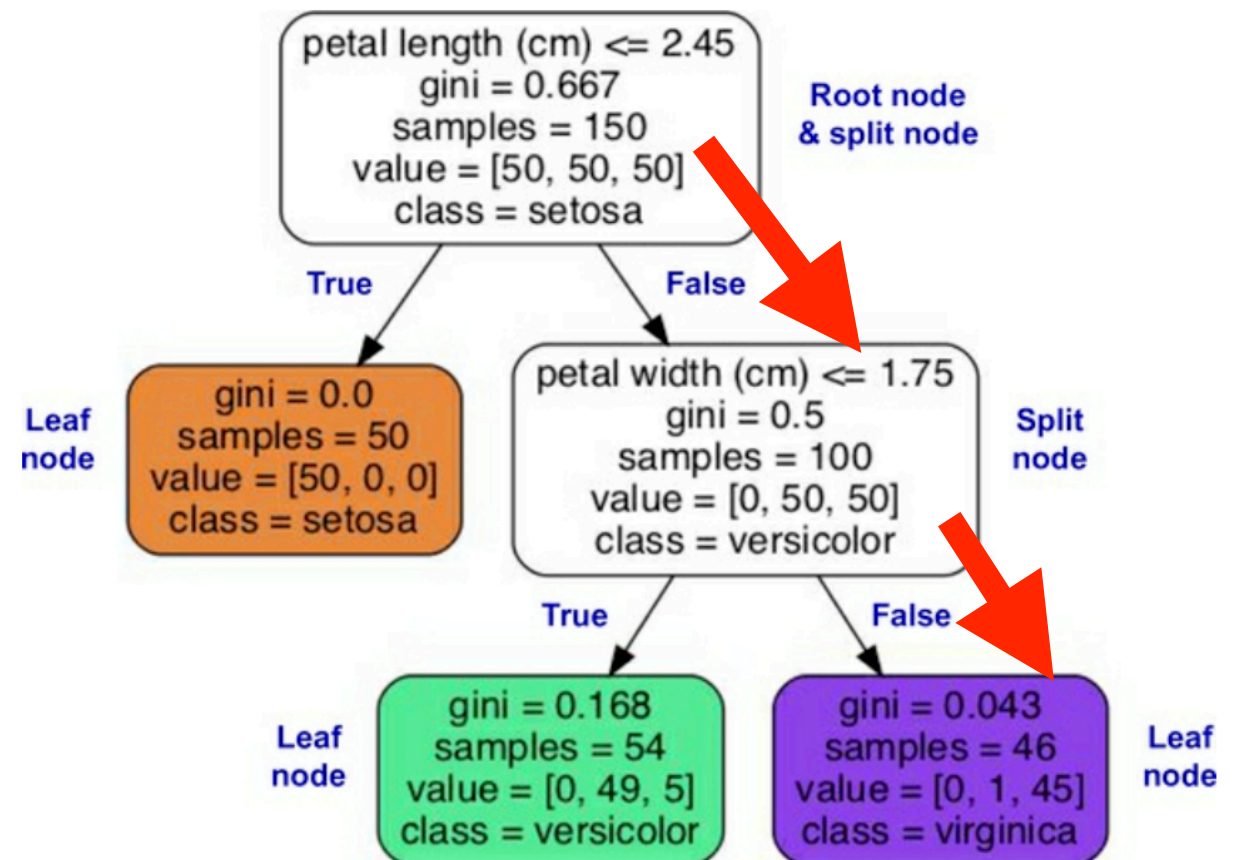 petal length (cm) <= 2.45
gini = 0.667
samples = 150
value = [50, 50, 50]
class = setosa
Root node
& split node
True
False
Leaf
node
gini = 0.0
samples = 50
value = [50, 0, 0]
class = setosa
petal width (cm) <= 1.75
gini = 0.5
samples = 100
value = [0, 50, 50]
class = versicolor
Split
node
True
False
Leaf
node
gini = 0.168
samples = 54
value = [0, 49, 5]
class = versicolor
gini = 0.043
samples = 46
value = [0, 1, 45]
class = virginica
Leaf
node